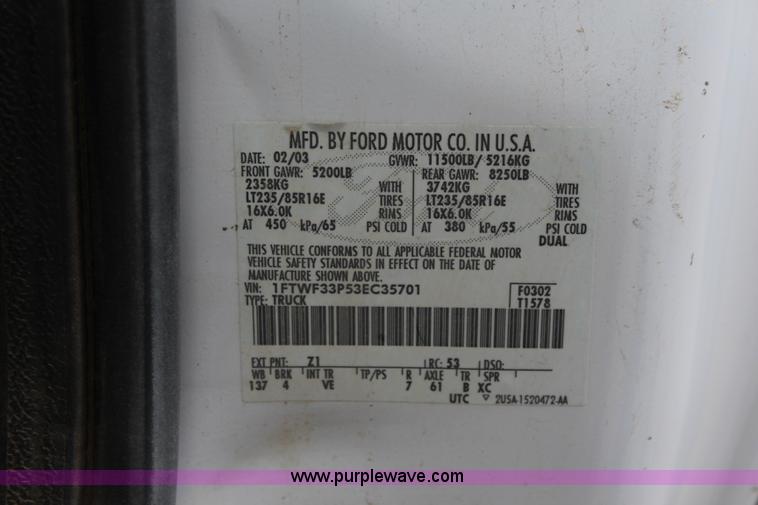 MFD. BY FORD MOTOR CO. IN U.S.A.
DATE: 02/03 GVWR: 11500LB/ 5216KG
FRONT GAWR: 5200LB REAR GAWR: 8250LB
2358KG WITH 3742KG WITH
LT235/85R16E TIRES LT235/85R16E TIRES
16X6.0K RIMS 16X6.0K RIMS
AT 450 kPa/65 PSI COLD AT 380 kPa/55 PSI COLD
DUAL
THIS VEHICLE CONFORMS TO ALL APPLICABLE FEDERAL MOTOR
VEHICLE SAFETY STANDARDS IN EFFECT ON THE DATE OF
MANUFACTURE SHOWN ABOVE.
VIN: 1FTWF33P53EC35701 F0302
TYPE: TRUCK T1578
EXT PNT: Z1 RC: 53 DSO:
WB BRK INT TR TP/PS R AXLE TR SPR
137 4 VE 7 61 B XC
UTC 2U5A-1520472-AA
www.purplewave.com